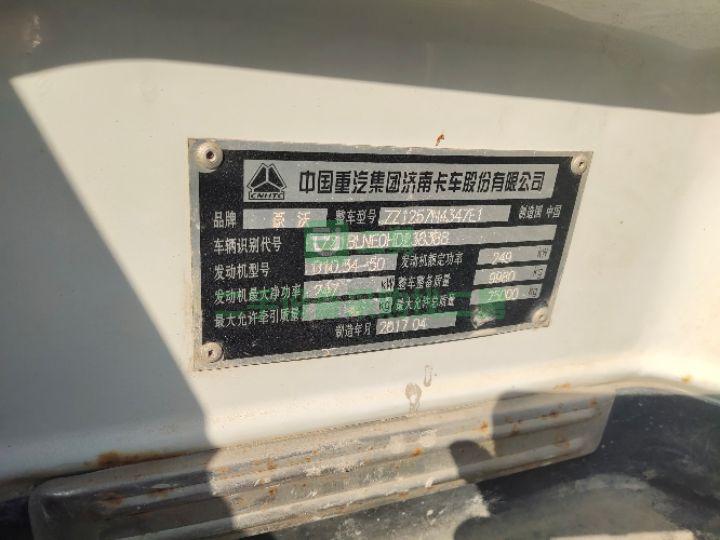 CNHTC 中国重汽集团济南卡车股份有限公司
品牌 豪沃 整车型号 ZZ1257M4347E1 制造国 中国
车辆识别代号
发动机型号 D10.34-50 发动机额定功率 249 KW
发动机最大净功率 247 KW 整车整备质量 9980 KG
最大允许牵引质量 KG 最大允许总质量 25000 KG
制造年月 2017 04